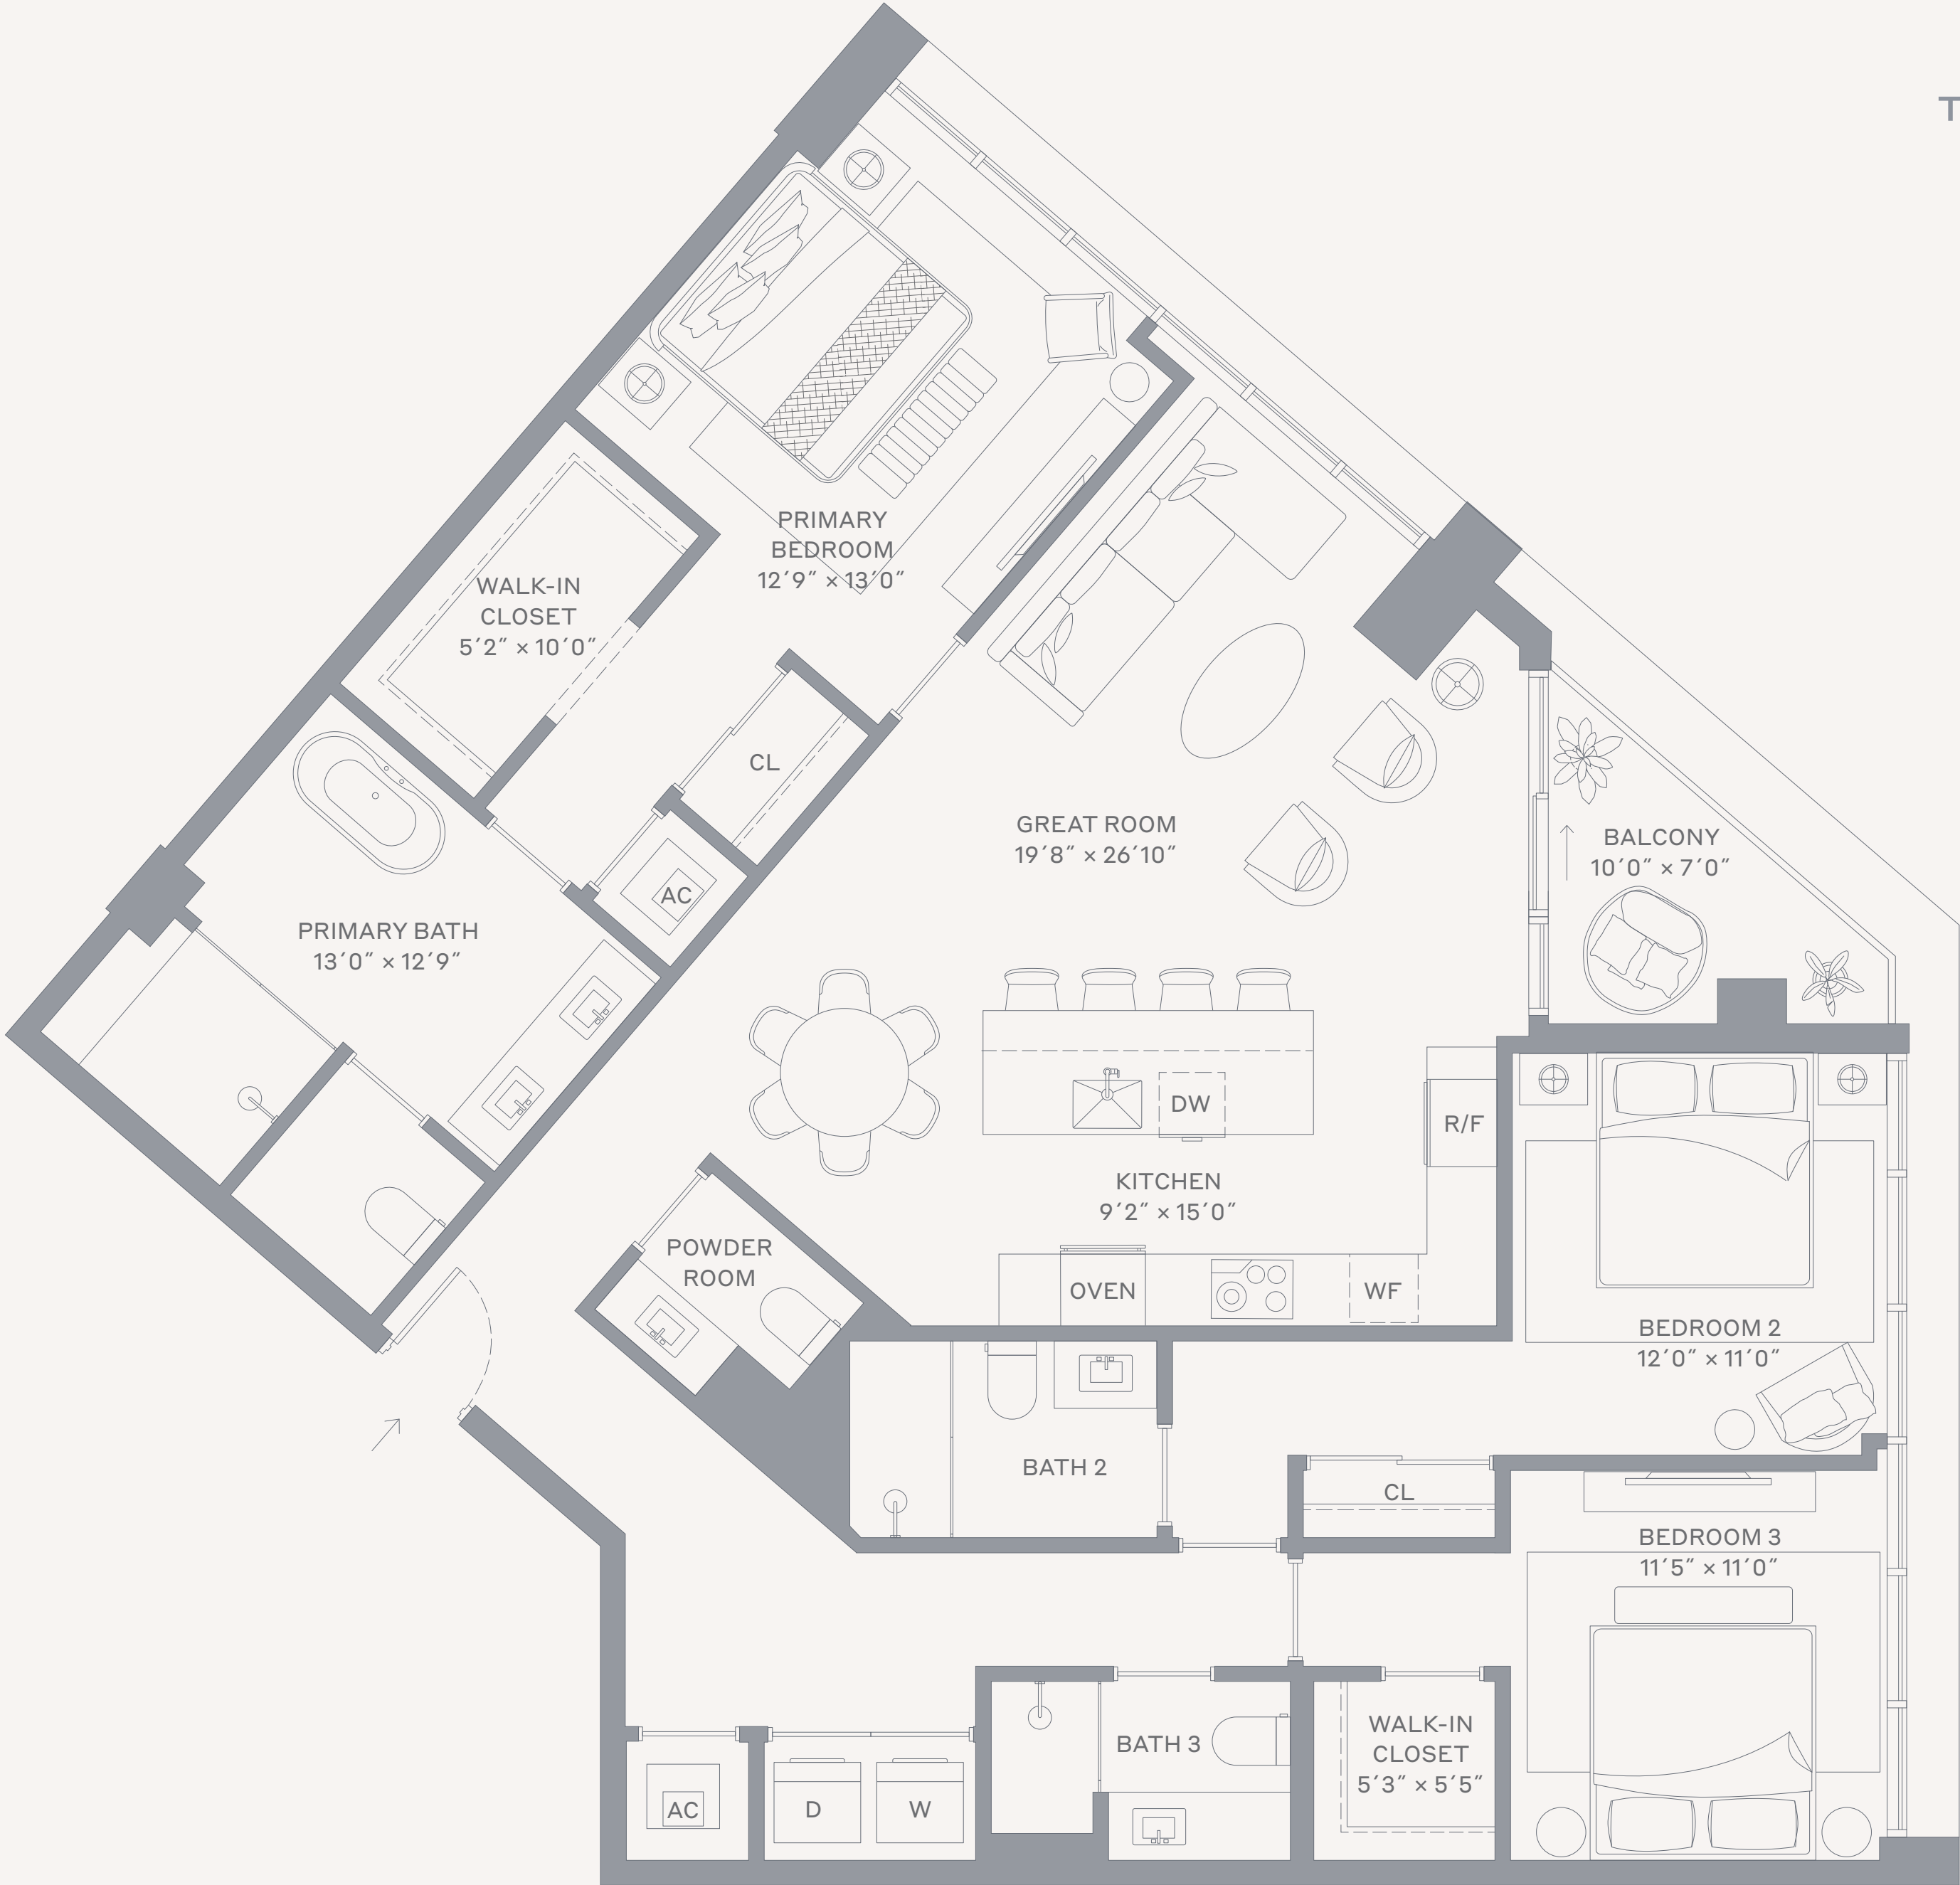 T
PRIMARY
BEDROOM
12′9″ × 13′0″
WALK-IN
CLOSET
5′2″ × 10′0″
CL
AC
GREAT ROOM
19′8″ × 26′10″
BALCONY
10′0″ × 7′0″
PRIMARY BATH
13′0″ × 12′9″
DW
R/F
KITCHEN
9′2″ × 15′0″
POWDER
ROOM
OVEN
WF
BEDROOM 2
12′0″ × 11′0″
BATH 2
CL
BEDROOM 3
11′5″ × 11′0″
BATH 3
WALK-IN
CLOSET
5′3″ × 5′5″
AC
D
W